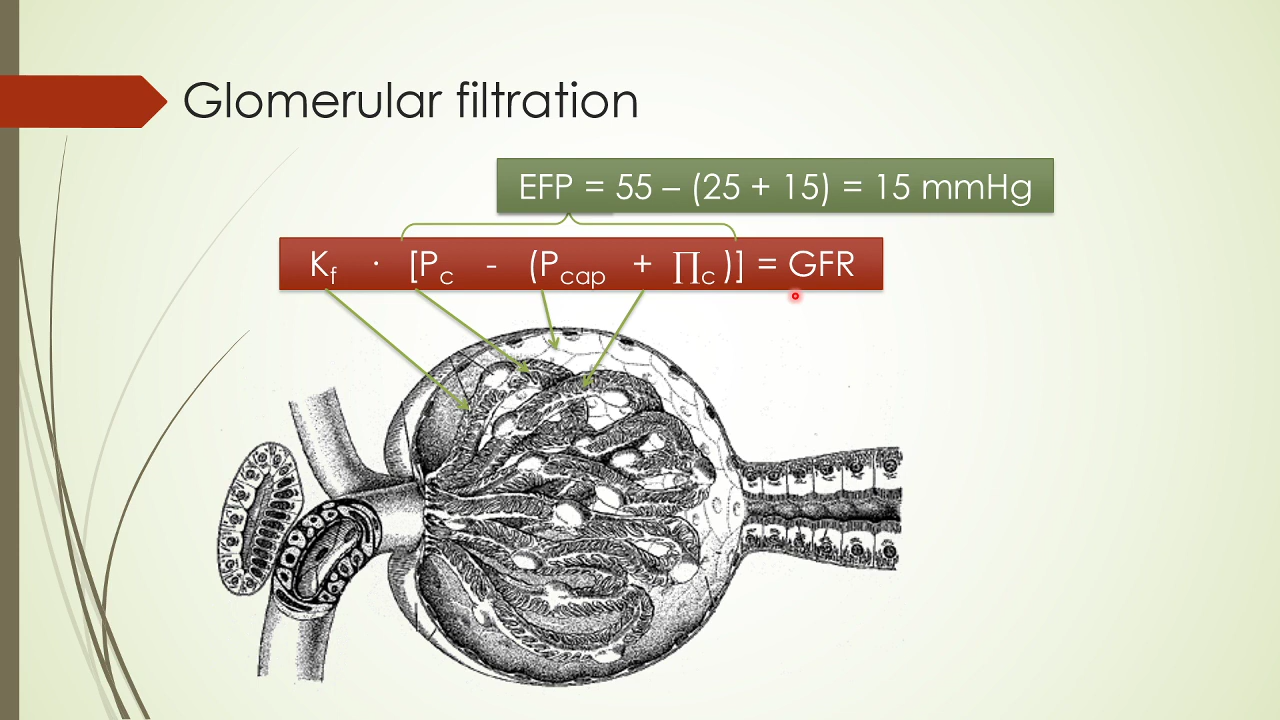 Glomerular filtration
EFP = 55 – (25 + 15) = 15 mmHg
Kf · [Pc - (Pcap + ∏c )] = GFR